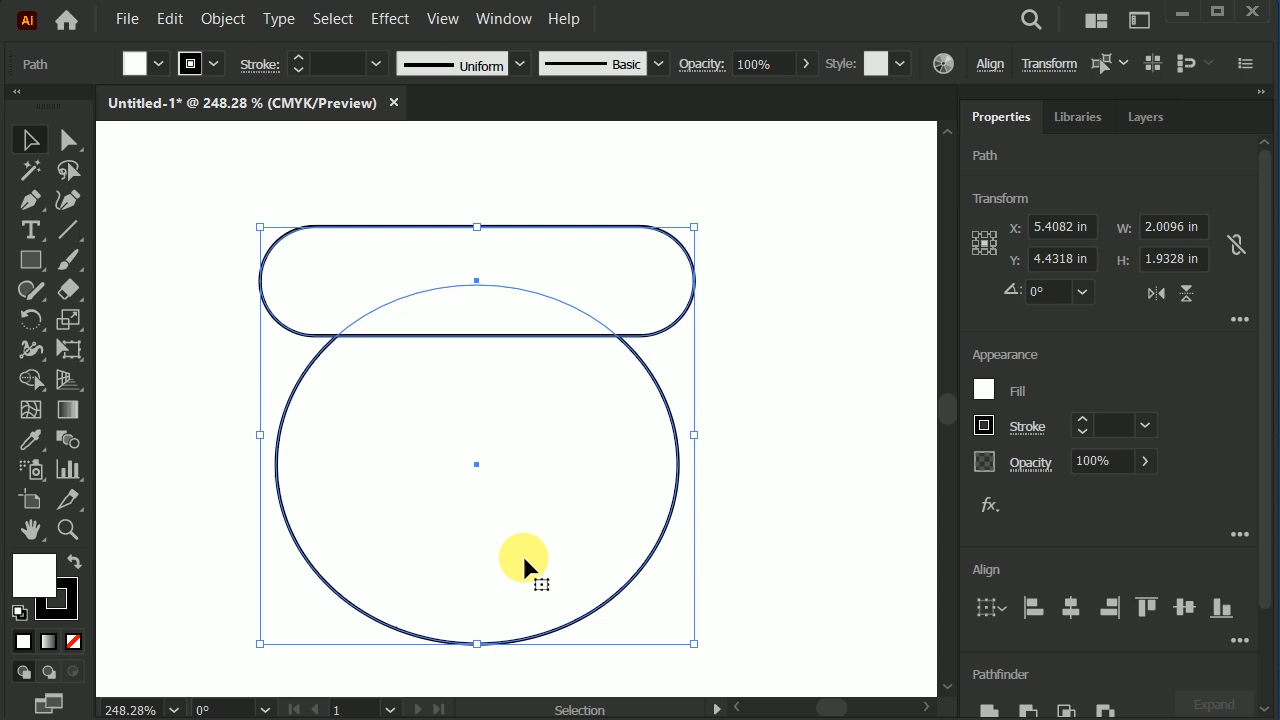 Ai File Edit Object Type Select Effect View Window Help
Path Stroke: Uniform Basic Opacity: 100% Style: Align Transform
Untitled-1* @ 248.28 % (CMYK/Preview) ×
Properties Libraries Layers
Path
Transform
X: 5.4082 in W: 2.0096 in
Y: 4.4318 in H: 1.9328 in
0°
Appearance
Fill
Stroke
Opacity 100%
fx.
Align
Pathfinder
Expand
248.28% 0° 1 Selection